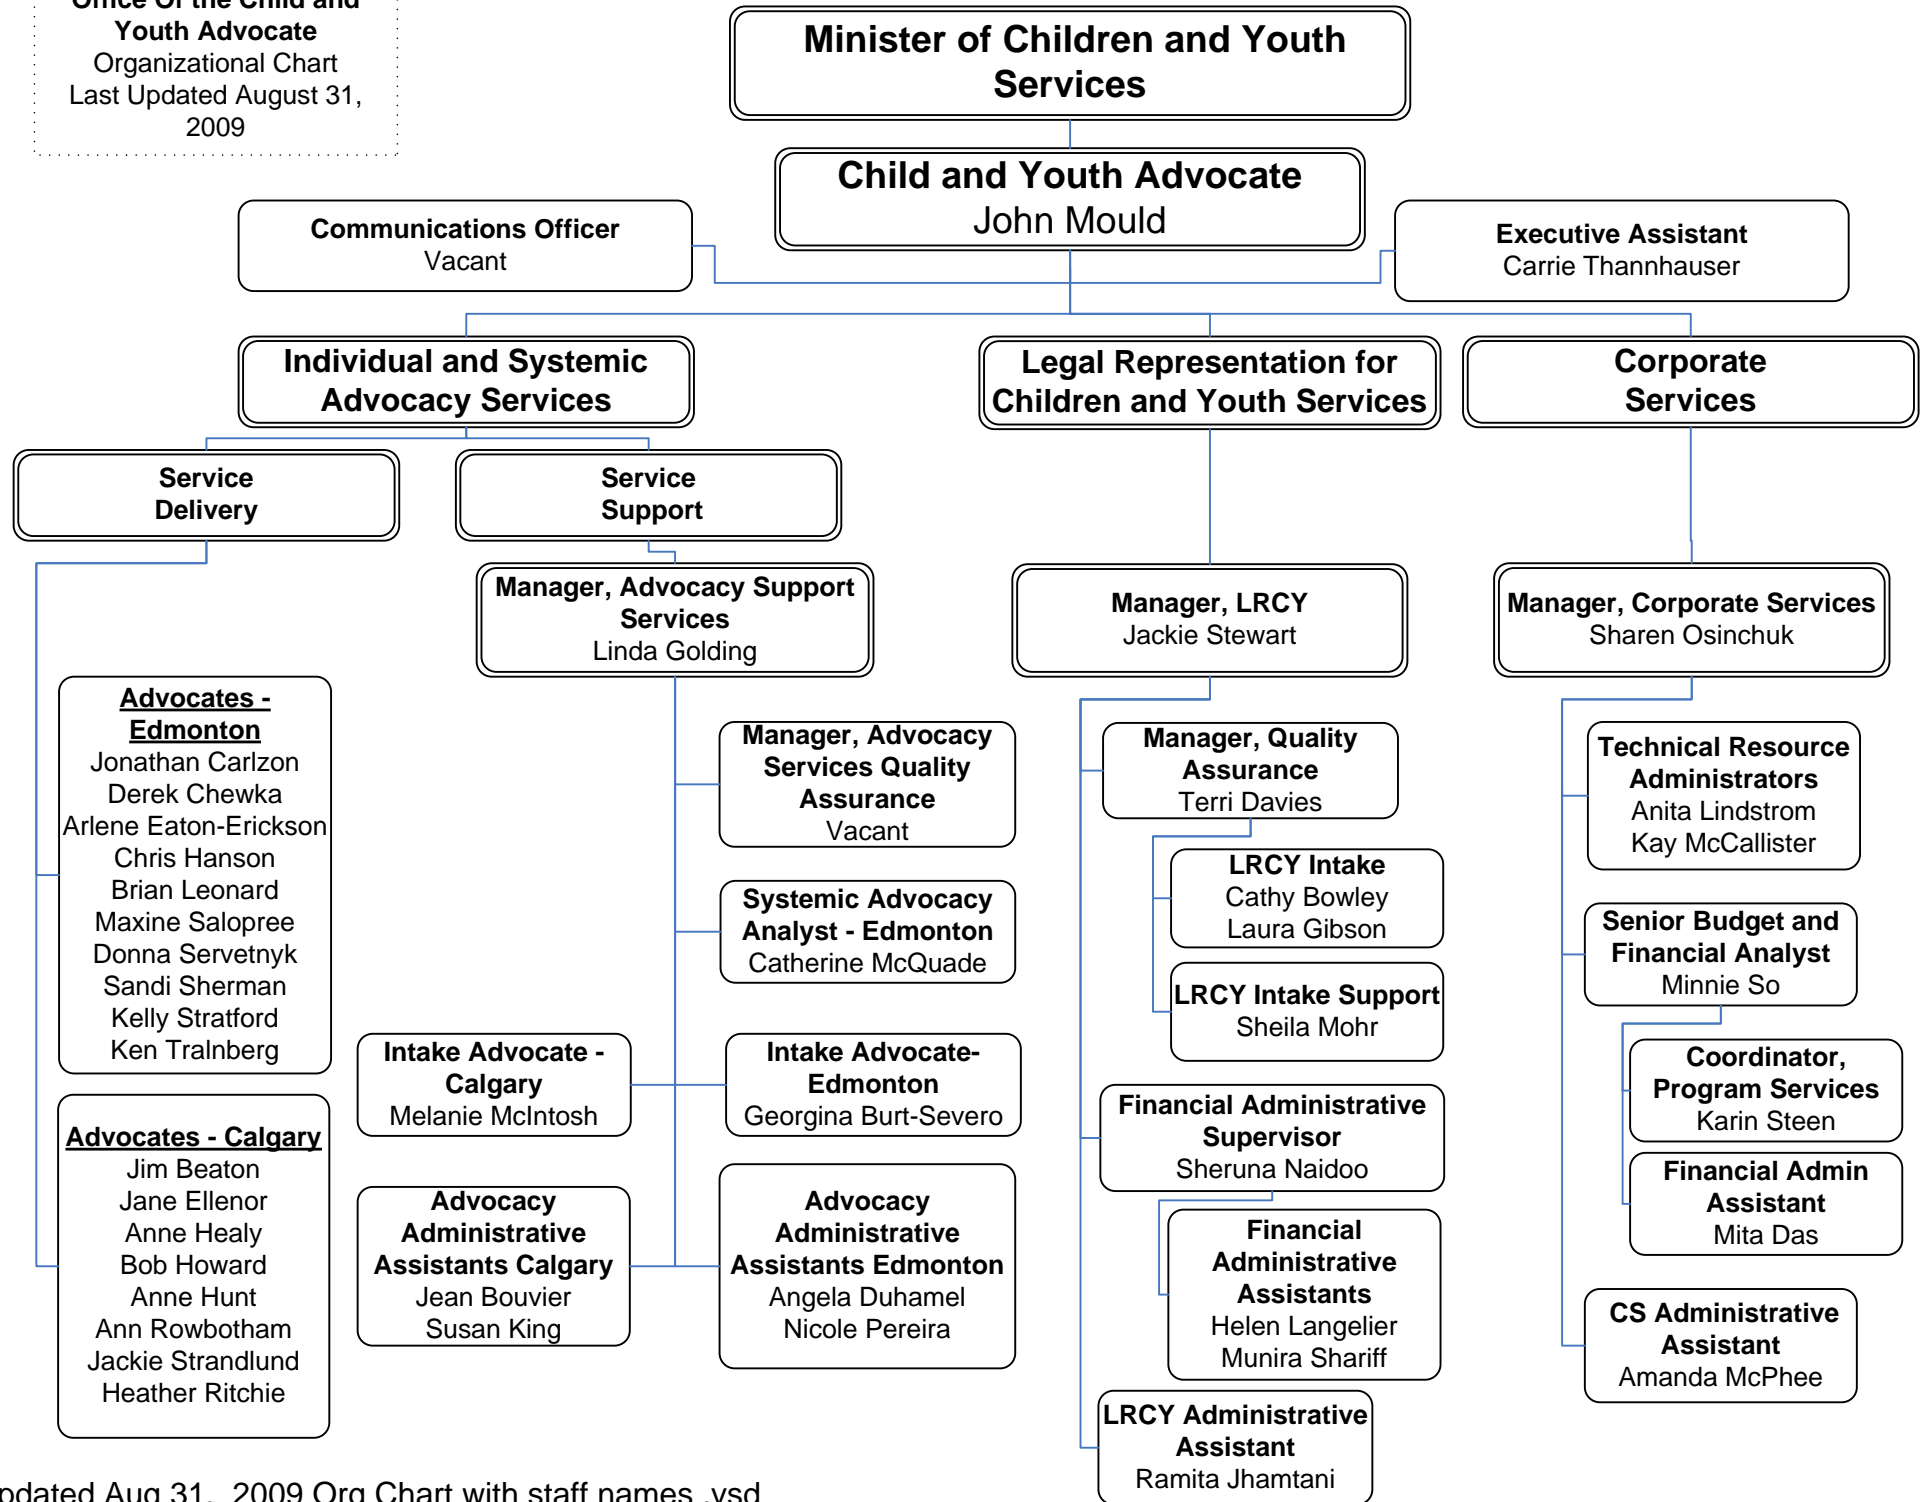 Office Of the Child and
Youth Advocate
Organizational Chart
Last Updated August 31,
2009
Minister of Children and Youth
Services
Child and Youth Advocate
John Mould
Communications Officer
Vacant
Executive Assistant
Carrie Thannhauser
Individual and Systemic
Advocacy Services
Legal Representation for
Children and Youth Services
Corporate
Services
Service
Delivery
Service
Support
Manager, Advocacy Support
Services
Linda Golding
Manager, LRCY
Jackie Stewart
Manager, Corporate Services
Sharen Osinchuk
Advocates -
Edmonton
Jonathan Carlzon
Derek Chewka
Arlene Eaton-Erickson
Chris Hanson
Brian Leonard
Maxine Salopree
Donna Servetnyk
Sandi Sherman
Kelly Stratford
Ken Tralnberg
Advocates - Calgary
Jim Beaton
Jane Ellenor
Anne Healy
Bob Howard
Anne Hunt
Ann Rowbotham
Jackie Strandlund
Heather Ritchie
Manager, Advocacy
Services Quality
Assurance
Vacant
Systemic Advocacy
Analyst - Edmonton
Catherine McQuade
Intake Advocate -
Calgary
Melanie McIntosh
Intake Advocate-
Edmonton
Georgina Burt-Severo
Advocacy
Administrative
Assistants Calgary
Jean Bouvier
Susan King
Advocacy
Administrative
Assistants Edmonton
Angela Duhamel
Nicole Pereira
Manager, Quality
Assurance
Terri Davies
LRCY Intake
Cathy Bowley
Laura Gibson
LRCY Intake Support
Sheila Mohr
Financial Administrative
Supervisor
Sheruna Naidoo
Financial
Administrative
Assistants
Helen Langelier
Munira Shariff
LRCY Administrative
Assistant
Ramita Jhamtani
Technical Resource
Administrators
Anita Lindstrom
Kay McCallister
Senior Budget and
Financial Analyst
Minnie So
Coordinator,
Program Services
Karin Steen
Financial Admin
Assistant
Mita Das
CS Administrative
Assistant
Amanda McPhee
pdated Aug 31, 2009 Org Chart with staff names .vsd